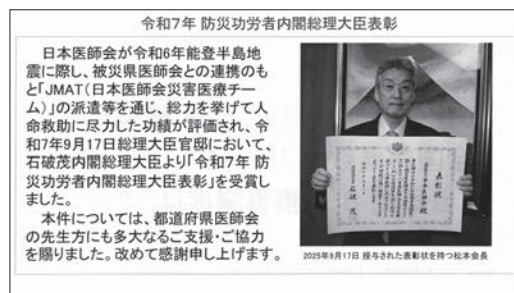 令和7年 防災功労者内閣総理大臣表彰
日本医師会が令和6年能登半島地
震に際し、被災県医師会との連携のも
と「JMAT(日本医師会災害医療チー
ム)」の派遣等を通じ、総力を挙げて人
命救助に尽力した功績が評価され、令
和7年9月17日総理大臣官邸において、
石破茂内閣総理大臣より「令和7年 防
災功労者内閣総理大臣表彰」を受賞し
ました。
本件については、都道府県医師会
の先生方にも多大なるご支援・ご協力
を賜りました。改めて感謝申し上げます。
表彰状
2025年9月17日 授与された表彰状を持つ松本会長